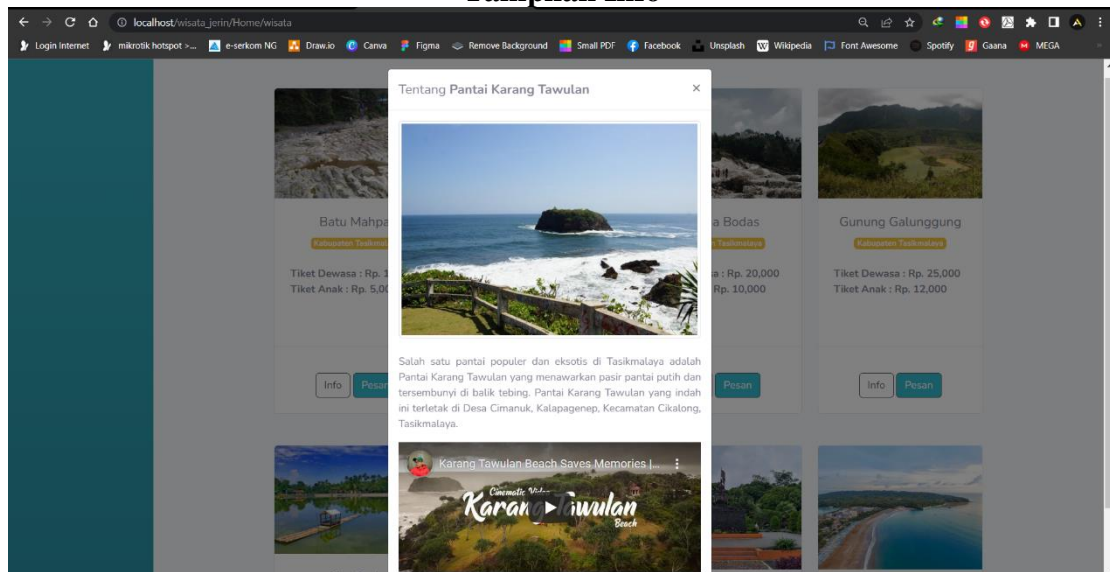 localhost/wisata_jerin/Home/wisata
Login Internet
mikrotik hotspot >...
e-serkom NG
Draw.io
Canva
Figma
Remove Background
Small PDF
Facebook
Unsplash
Wikipedia
Font Awesome
Spotify
Gaana
MEGA
Tentang Pantai Karang Tawulan ×
Salah satu pantai populer dan eksotis di Tasikmalaya adalah
Pantai Karang Tawulan yang menawarkan pasir pantai putih dan
tersembunyi di balik tebing. Pantai Karang Tawulan yang indah
ini terletak di Desa Cimanuk, Kalapagenep, Kecamatan Cikalong,
Tasikmalaya.
Karang Tawulan Beach Saves Memories |...
Cinematic Video
Karang Tawulan
Beach
Batu Mahpa
Kabupaten Tasikmal
Tiket Dewasa : Rp. 1
Tiket Anak : Rp. 5,00
Info
Pesan
a Bodas
n Tasikmalaya
a : Rp. 20,000
Rp. 10,000
Pesan
Gunung Galunggung
Kabupaten Tasikmalaya
Tiket Dewasa : Rp. 25,000
Tiket Anak : Rp. 12,000
Info
Pesan